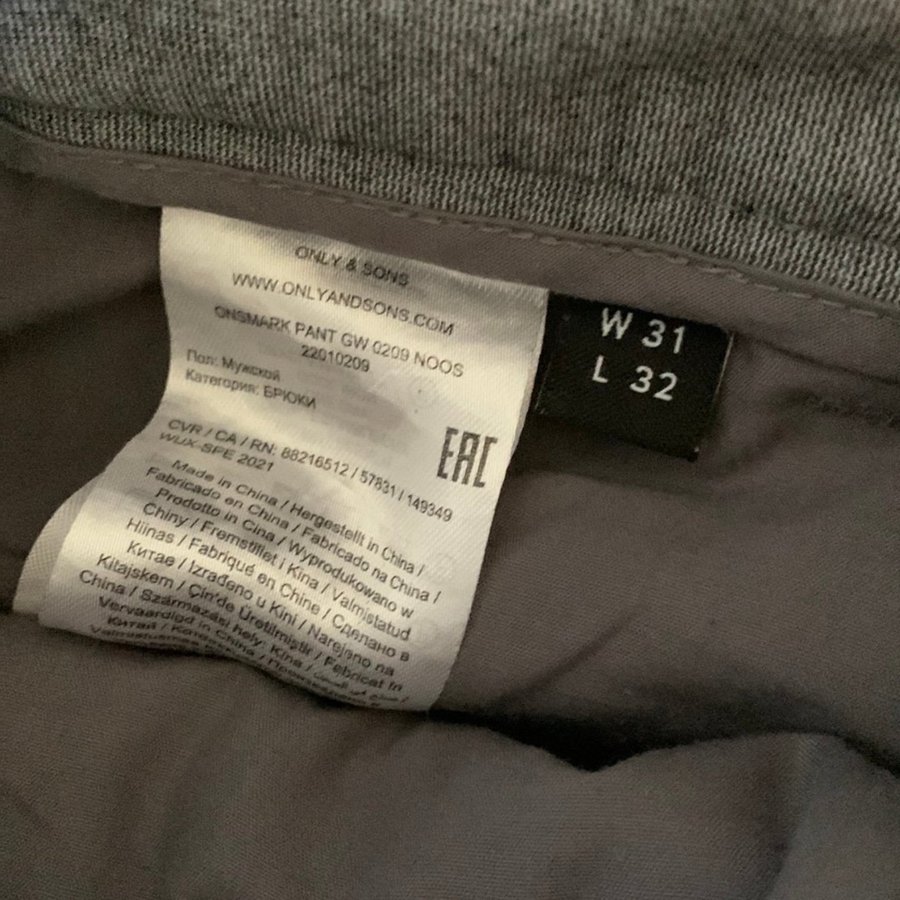 ONLY & SONS
WWW.ONLYANDSONS.COM
ONSMARK PANT GW 0209 NOOS
22010209
Пол: Мужской
Категория: БРЮКИ
EAC
CVR / CA / RN: 88216512 / 57831 / 149349
WUX-SPE 2021
Made in China / Hergestellt in China /
Fabricado en China / Fabricado na China /
Prodotto in Cina / Wyprodukowano w
Chiny / Fremstillet i Kina / Valmistatud
Hiinas / Fabriqué en Chine / Сделано в
Китае / Izrađeno u Kini / Narejeno na
Kitajskem / Çin'de Üretilmiştir / Fabricat în
China / Származási hely: Kína /
Vervaardigd in China /
W 31
L 32